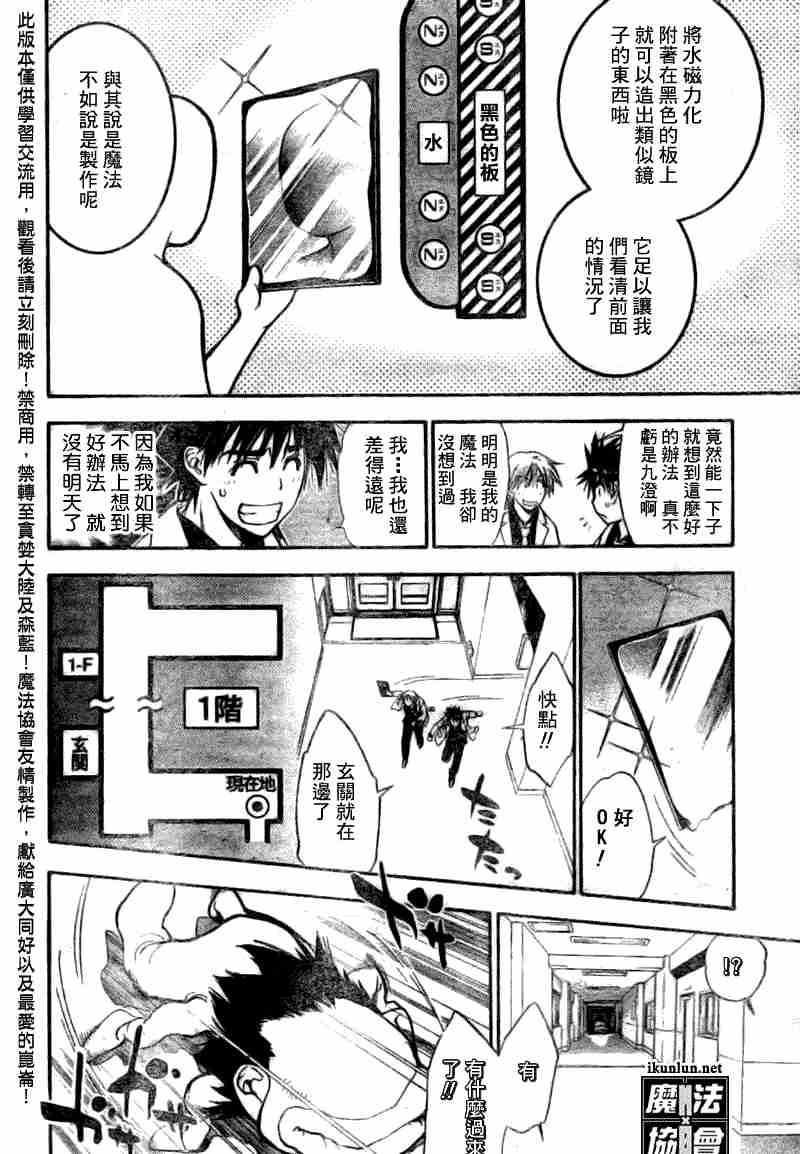 此版本僅供學習交流用，觀看後請立刻刪除！禁商用，禁轉至貪婪大陸及森藍！魔法協會友情製作，獻給廣大同好以及最愛的崑崙！
將水磁力化
附著在黑色的板上
就可以造出類似鏡
子的東西啦
它足以讓我
們看清前面
的情況了
黑色的板
S
S
S
S
水
N
N
N
N
與其說是魔法
不如說是製作呢
竟然能一下子
就想到這麼好
的辦法 真不
虧是九澄啊
明明是我的
魔法 我卻
沒想到過
我…我也還
差得遠呢
因為我如果
不馬上想到
好辦法 就
沒有明天了
好
OK！
快點!!
玄關就在
那邊了
たったっ
1-F
1階
玄關
現在地
!?
有
有什麼過來
了!!
ドドド
ikunlun.net
魔法
協會